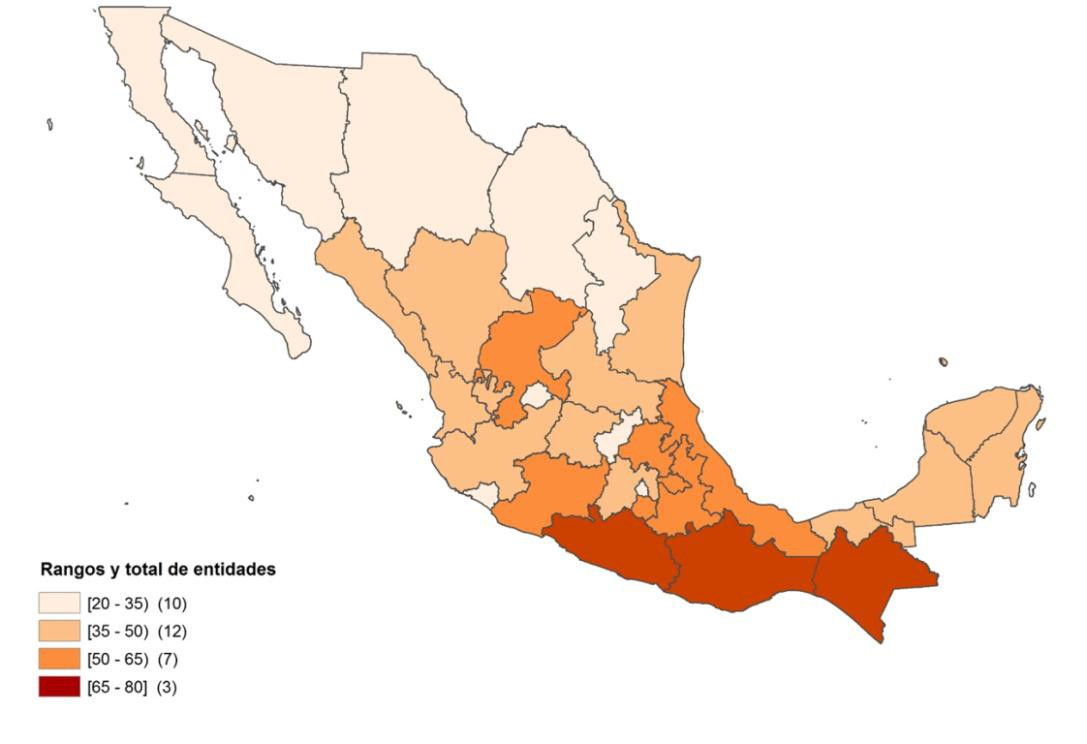 Rangos y total de entidades
[20 - 35) (10)
[35 - 50) (12)
[50 - 65) (7)
[65 - 80] (3)